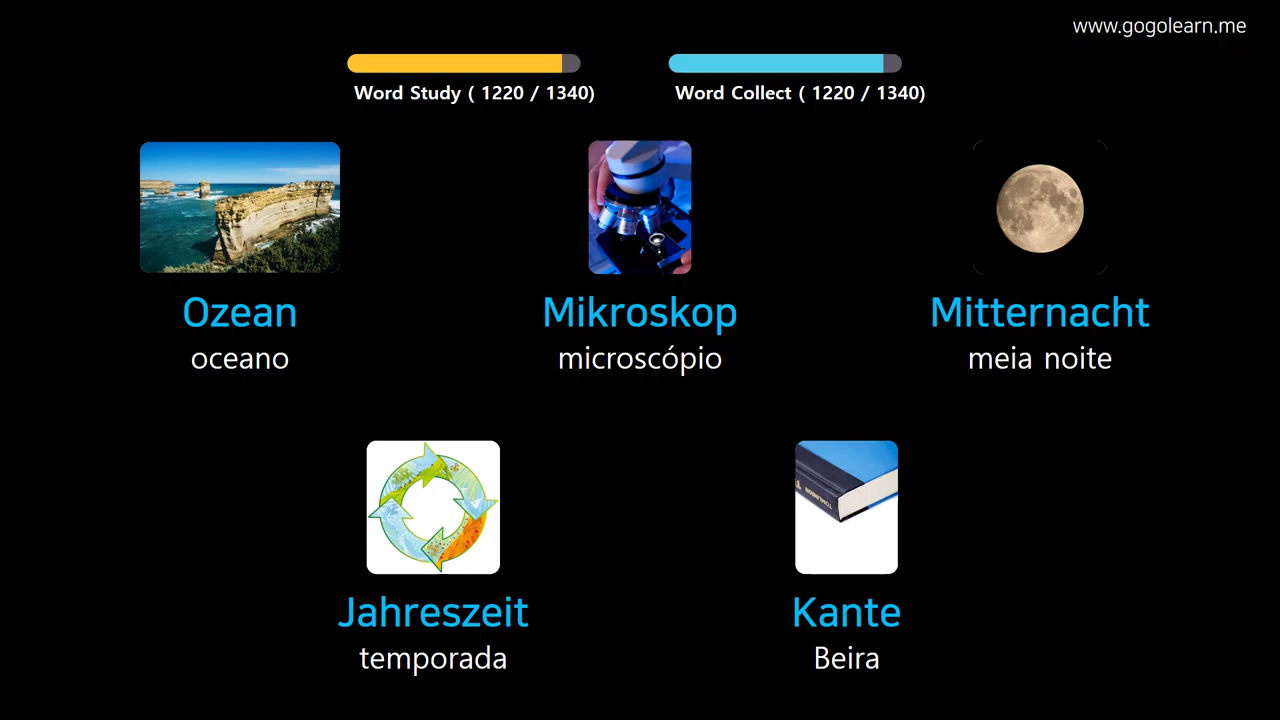 www.gogolearn.me
Word Study ( 1220 / 1340)
Word Collect ( 1220 / 1340)
Ozean
oceano
Mikroskop
microscópio
Mitternacht
meia noite
TOMLINSON
Jahreszeit
temporada
Kante
Beira